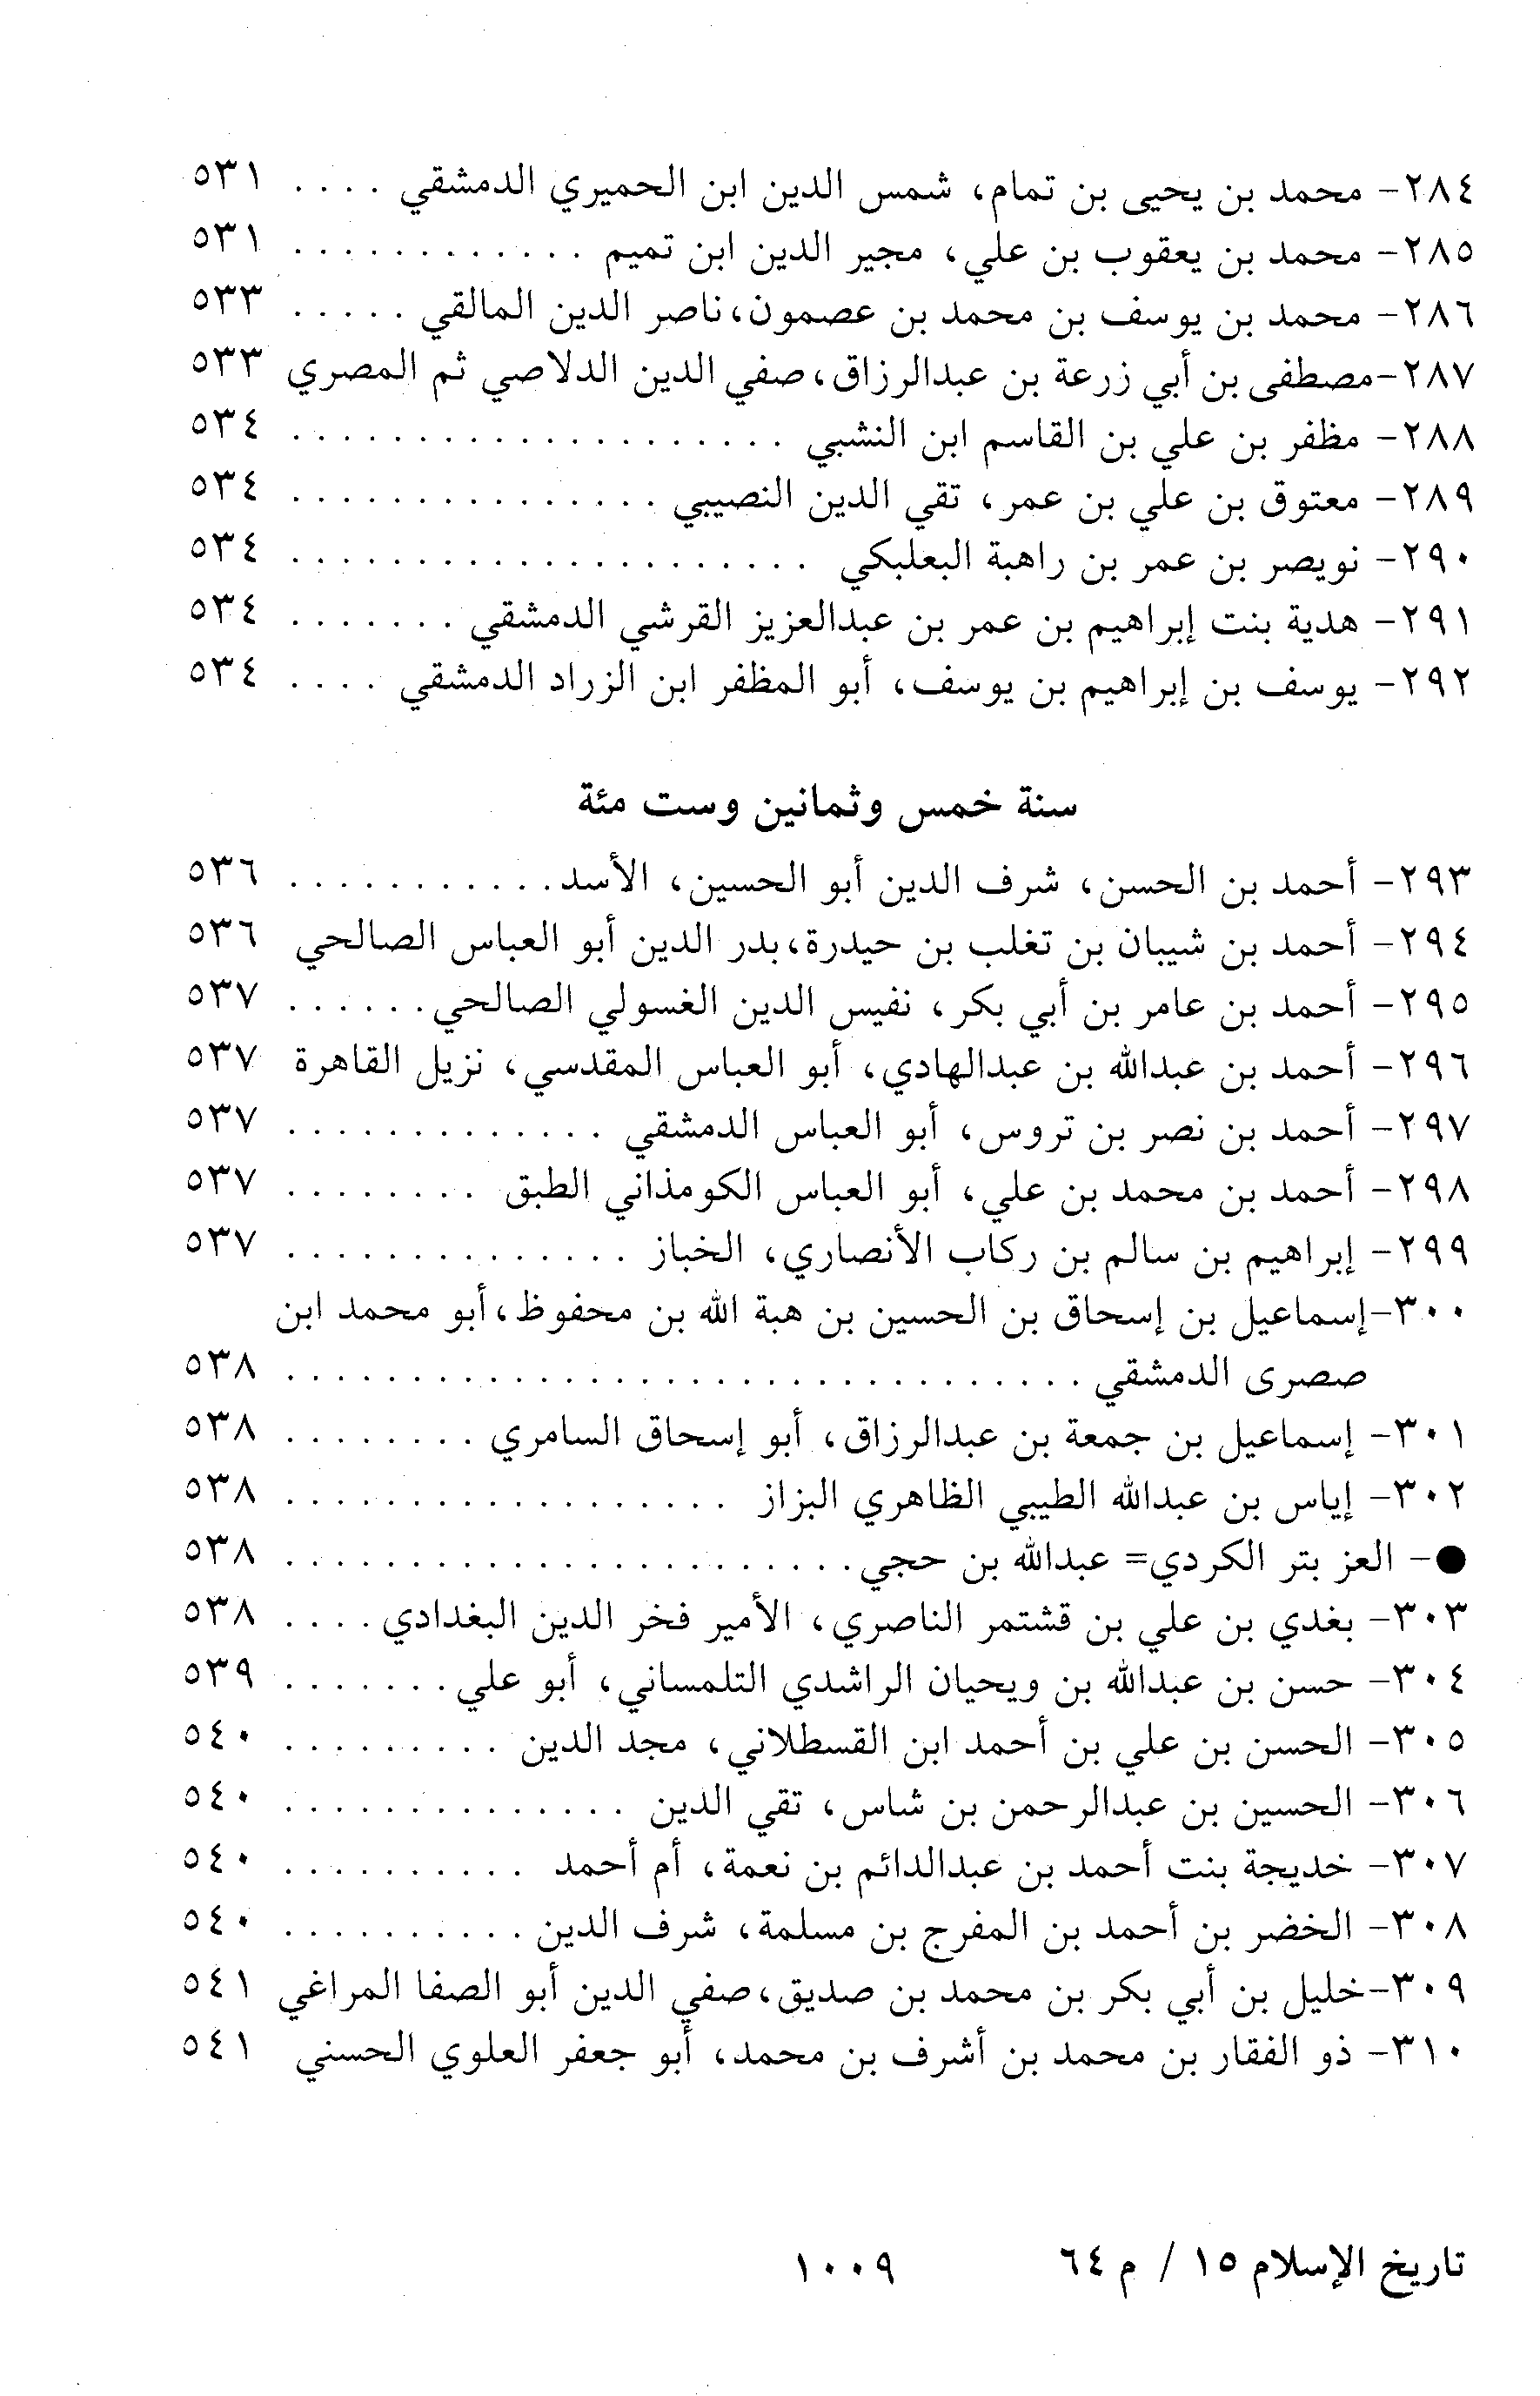 ٢٨٤- محمد بن يحيى بن تمام، شمس الدين ابن الحميري الدمشقي . . . . ٥٣١
٢٨٥- محمد بن يعقوب بن علي، مجير الدين ابن تميم . . . . . . . . . . . . ٥٣١
٢٨٦- محمد بن يوسف بن محمد بن عصمون،ناصر الدين المالقي . . . . . ٥٣٣
٢٨٧-مصطفى بن أبي زرعة بن عبدالرزاق،صفي الدين الدلاصي ثم المصري ٥٣٣
٢٨٨- مظفر بن علي بن القاسم ابن النشبي . . . . . . . . . . . . . . . . . . . . ٥٣٤
٢٨٩- معتوق بن علي بن عمر، تقي الدين النصيبي . . . . . . . . . . . . . . . ٥٣٤
٢٩٠- نويصر بن عمر بن راهبة البعلبكي . . . . . . . . . . . . . . . . . . . . . ٥٣٤
٢٩١- هدية بنت إبراهيم بن عمر بن عبدالعزيز القرشي الدمشقي . . . . . . . ٥٣٤
٢٩٢- يوسف بن إبراهيم بن يوسف، أبو المظفر ابن الزراد الدمشقي . . . . ٥٣٤
سنة خمس وثمانين وست مئة
٢٩٣- أحمد بن الحسن، شرف الدين أبو الحسين، الأسد. . . . . . . . . . . ٥٣٦
٢٩٤- أحمد بن شيبان بن تغلب بن حيدرة،بدر الدين أبو العباس الصالحي ٥٣٦
٢٩٥- أحمد بن عامر بن أبي بكر، نفيس الدين الغسولي الصالحي. . . . . . ٥٣٧
٢٩٦- أحمد بن عبدالله بن عبدالهادي، أبو العباس المقدسي، نزيل القاهرة ٥٣٧
٢٩٧- أحمد بن نصر بن تروس، أبو العباس الدمشقي . . . . . . . . . . . . . ٥٣٧
٢٩٨- أحمد بن محمد بن علي، أبو العباس الكومذاني الطبق . . . . . . . . ٥٣٧
٢٩٩- إبراهيم بن سالم بن ركاب الأنصاري، الخباز . . . . . . . . . . . . . . ٥٣٧
٣٠٠-إسماعيل بن إسحاق بن الحسين بن هبة الله بن محفوظ،أبو محمد ابن
صصرى الدمشقي . . . . . . . . . . . . . . . . . . . . . . . . . . . . . . . . ٥٣٨
٣٠١- إسماعيل بن جمعة بن عبدالرزاق، أبو إسحاق السامري . . . . . . . . ٥٣٨
٣٠٢- إياس بن عبدالله الطيبي الظاهري البزاز . . . . . . . . . . . . . . . . . . ٥٣٨
●- العز بتر الكردي= عبدالله بن حجي. . . . . . . . . . . . . . . . . . . . . . . ٥٣٨
٣٠٣- بغدي بن علي بن قشتمر الناصري، الأمير فخر الدين البغدادي . . . . ٥٣٨
٣٠٤- حسن بن عبدالله بن ويحيان الراشدي التلمساني، أبو علي . . . . . . . ٥٣٩
٣٠٥- الحسن بن علي بن أحمد ابن القسطلاني، مجد الدين . . . . . . . . . ٥٤٠
٣٠٦- الحسين بن عبدالرحمن بن شاس، تقي الدين . . . . . . . . . . . . . . ٥٤٠
٣٠٧- خديجة بنت أحمد بن عبدالدائم بن نعمة، أم أحمد . . . . . . . . . . ٥٤٠
٣٠٨- الخضر بن أحمد بن المفرج بن مسلمة، شرف الدين . . . . . . . . . . ٥٤٠
٣٠٩-خليل بن أبي بكر بن محمد بن صديق،صفي الدين أبو الصفا المراغي ٥٤١
٣١٠- ذو الفقار بن محمد بن أشرف بن محمد، أبو جعفر العلوي الحسني ٥٤١
تاريخ الإسلام ١٥ / م ٦٤ ١٠٠٩